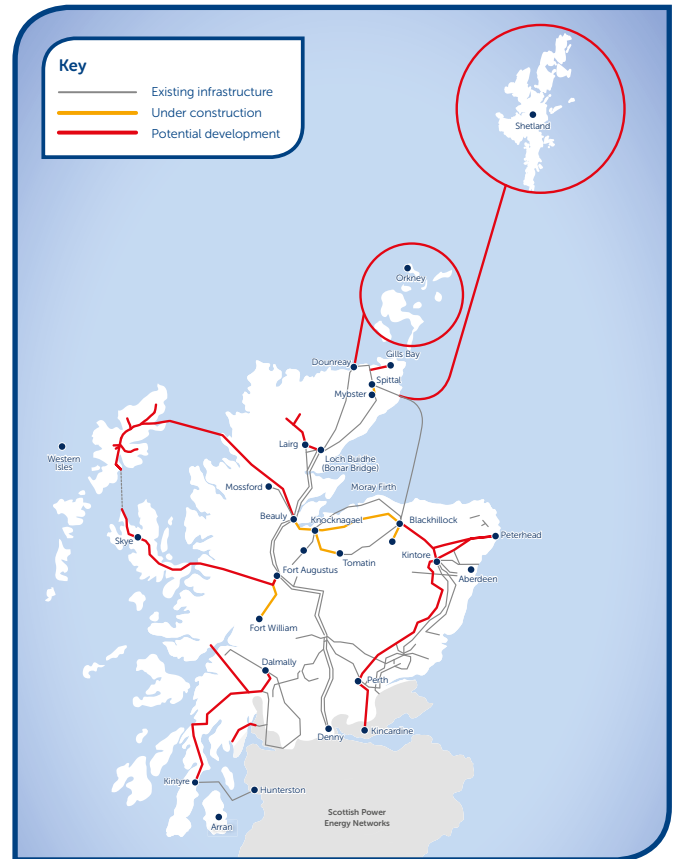 Key
Existing infrastructure
Under construction
Potential development
Shetland
Orkney
Gills Bay
Dounreay
Spittal
Mybster
Lairg
Loch Buidhe
(Bonar Bridge)
Western
Isles
Mossford
Moray Firth
Beauly
Knocknagael
Blackhillock
Skye
Peterhead
Kintore
Tomatin
Fort Augustus
Aberdeen
Fort William
Dalmally
Perth
Denny
Kincardine
Kintyre
Hunterston
Arran
Scottish Power
Energy Networks